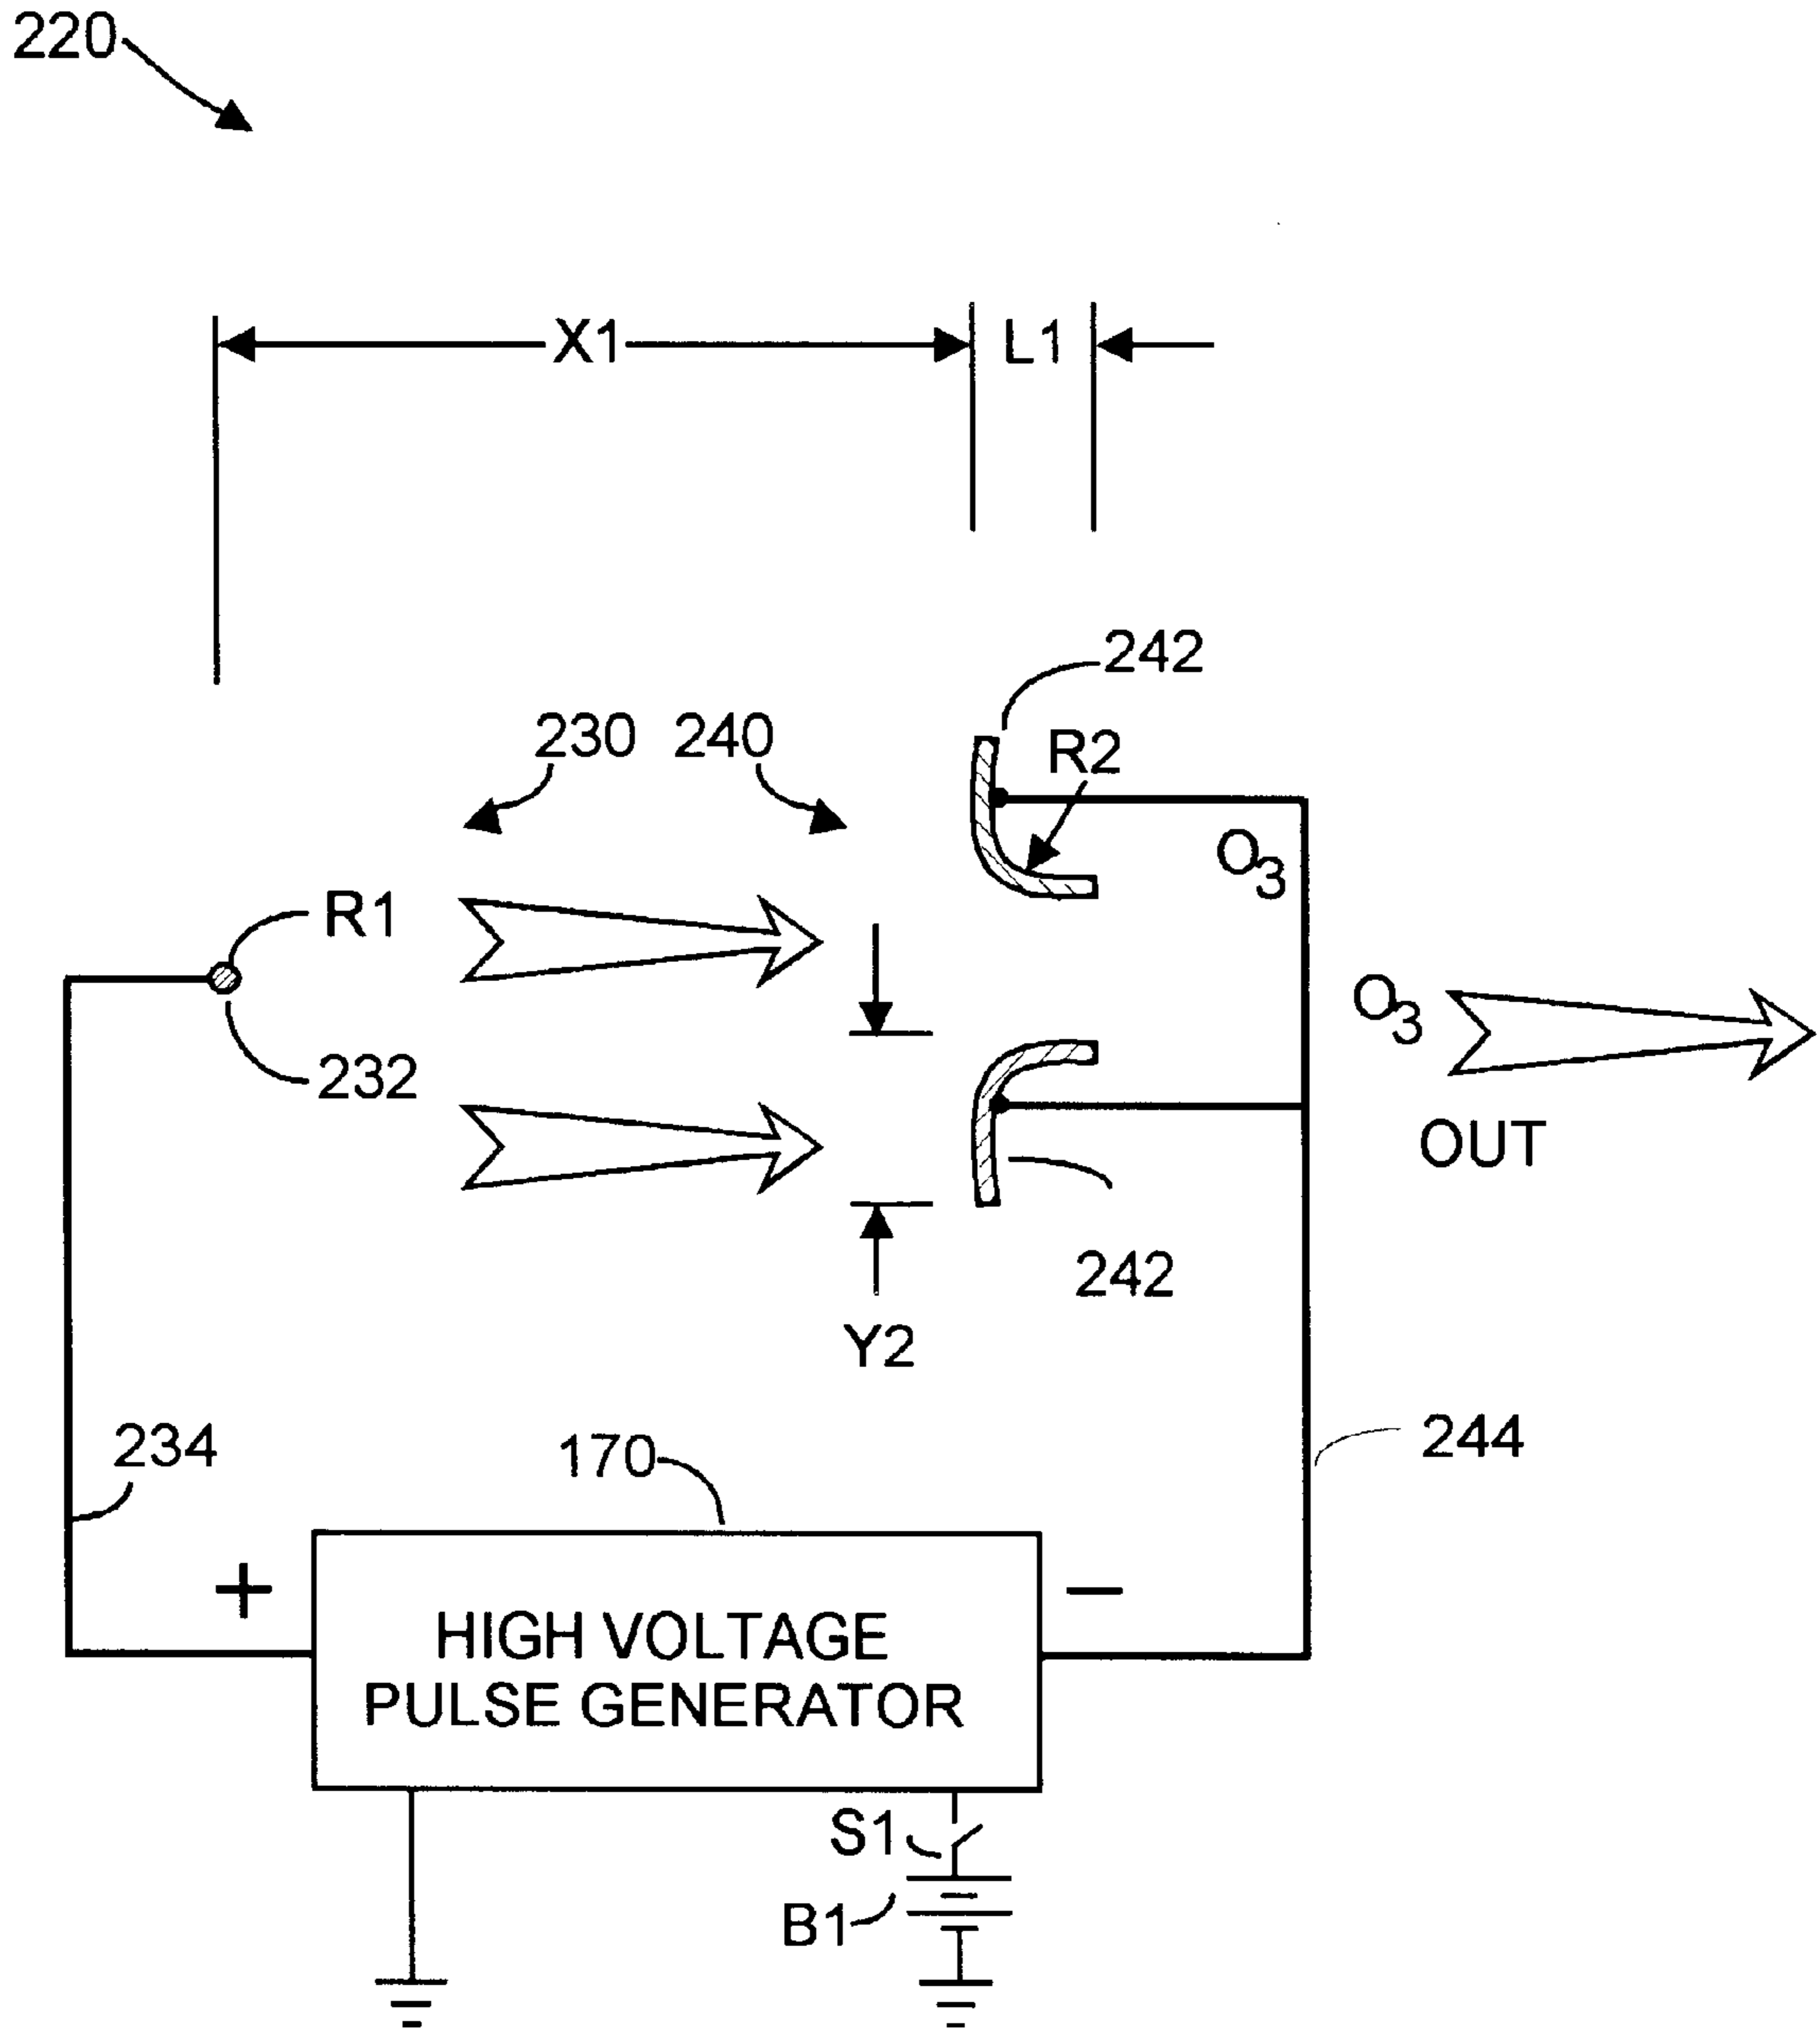 220
X1
L1
242
230
240
R2
O3
R1
O3
232
OUT
242
Y2
234
170
244
+
−
HIGH VOLTAGE
PULSE GENERATOR
S1
B1